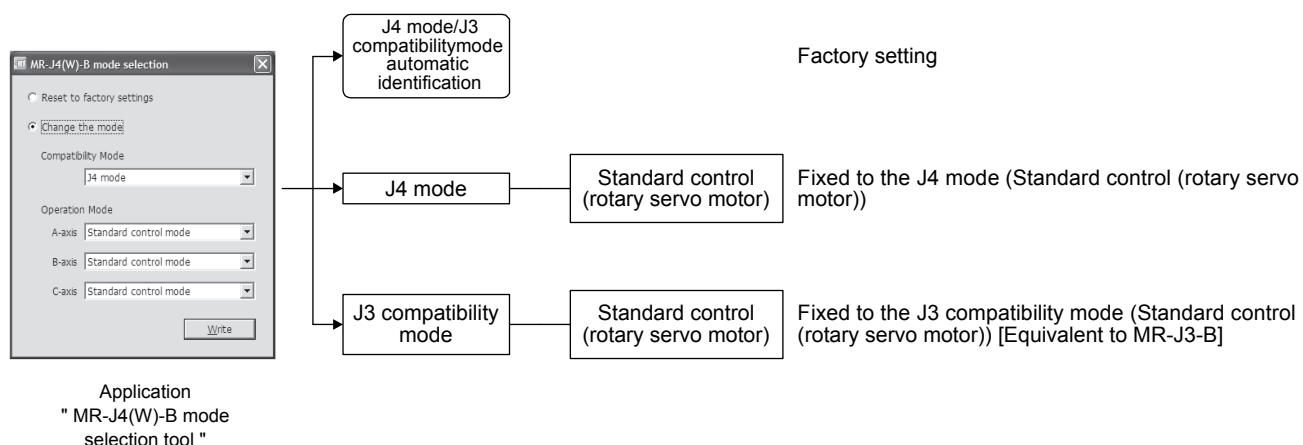 MR-J4(W)-B mode selection
Reset to factory settings
Change the mode
Compatibility Mode
J4 mode
Operation Mode
A-axis Standard control mode
B-axis Standard control mode
C-axis Standard control mode
Write
Application
" MR-J4(W)-B mode
selection tool "
J4 mode/J3
compatibilitymode
automatic
identification
Factory setting
J4 mode
Standard control
(rotary servo motor)
Fixed to the J4 mode (Standard control (rotary servo
motor))
J3 compatibility
mode
Standard control
(rotary servo motor)
Fixed to the J3 compatibility mode (Standard control
(rotary servo motor)) [Equivalent to MR-J3-B]